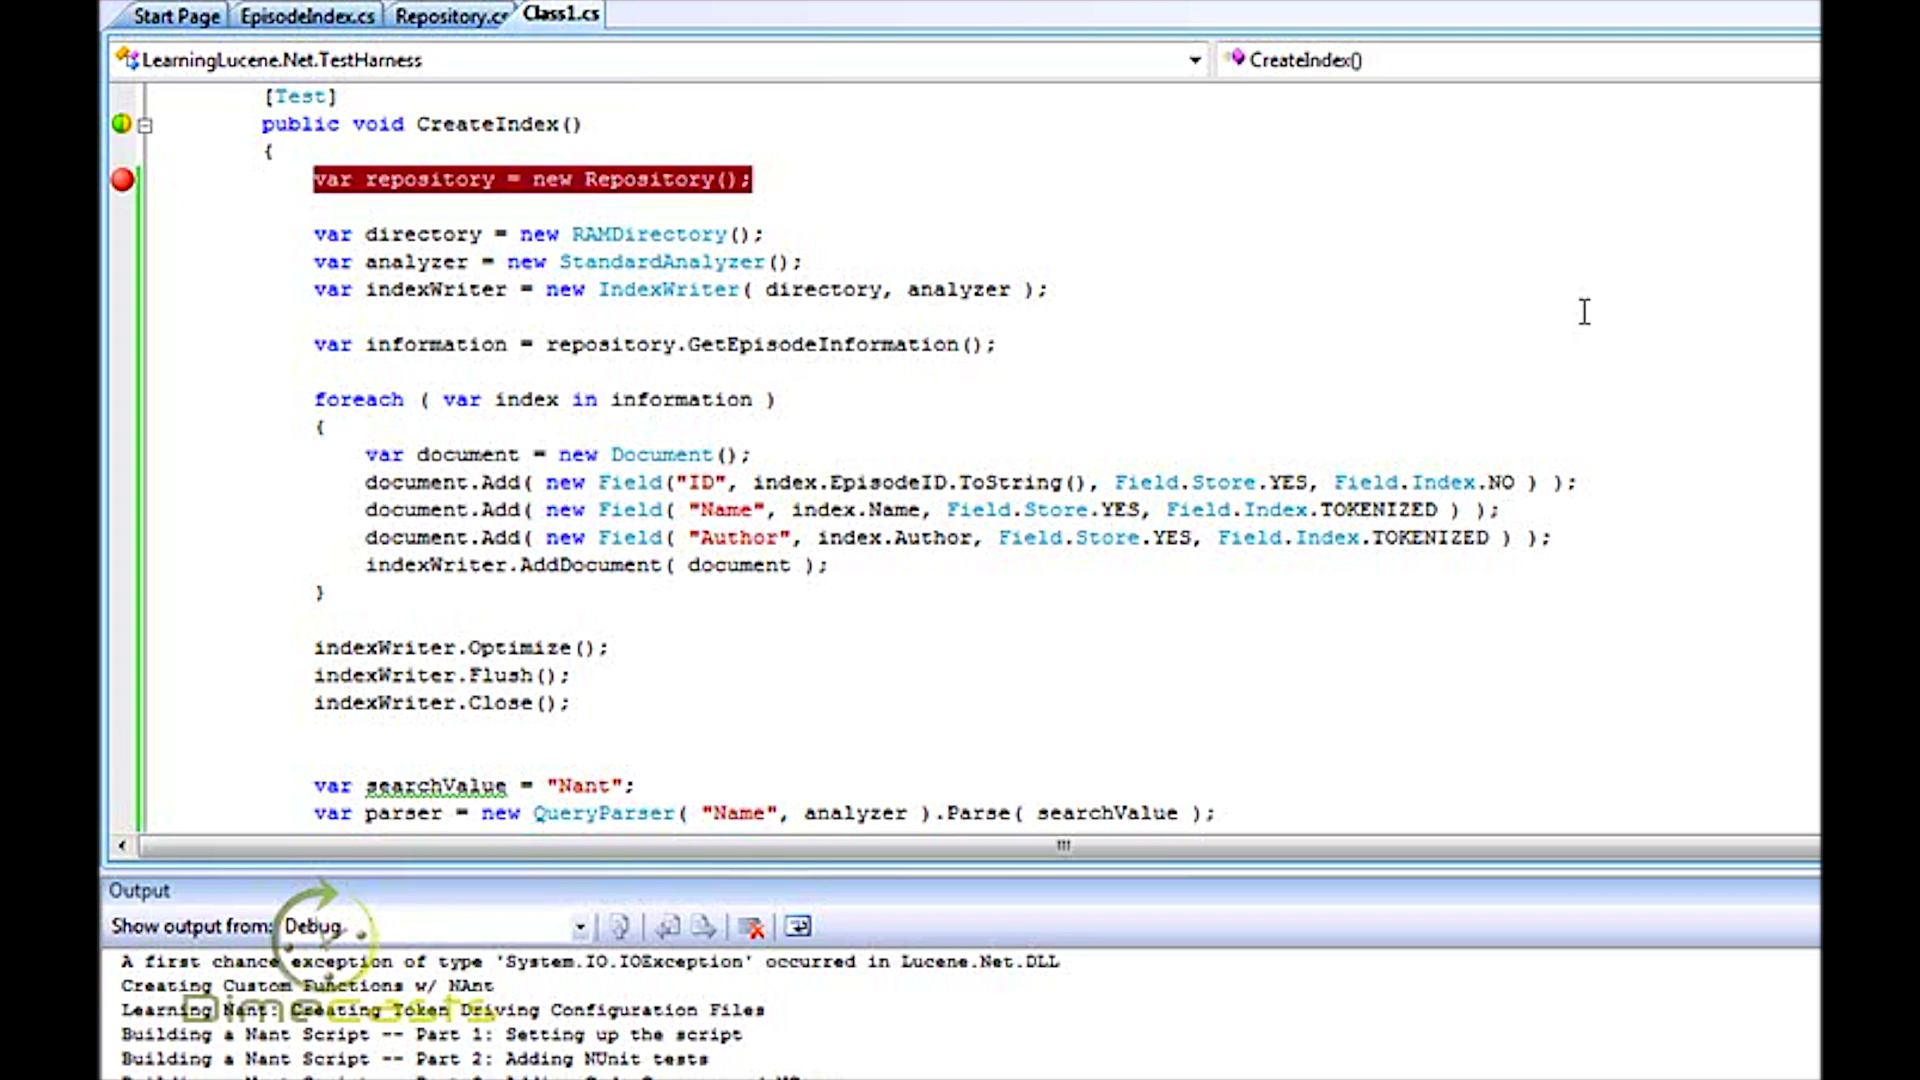 Start Page EpisodeIndex.cs Repository.cs Class1.cs
LearningLucene.Net.TestHarness CreateIndex()
[Test]
public void CreateIndex()
{
var repository = new Repository();
var directory = new RAMDirectory();
var analyzer = new StandardAnalyzer();
var indexWriter = new IndexWriter( directory, analyzer );
var information = repository.GetEpisodeInformation();
foreach ( var index in information )
{
var document = new Document();
document.Add( new Field("ID", index.EpisodeID.ToString(), Field.Store.YES, Field.Index.NO ) );
document.Add( new Field( "Name", index.Name, Field.Store.YES, Field.Index.TOKENIZED ) );
document.Add( new Field( "Author", index.Author, Field.Store.YES, Field.Index.TOKENIZED ) );
indexWriter.AddDocument( document );
}
indexWriter.Optimize();
indexWriter.Flush();
indexWriter.Close();
var searchValue = "Nant";
var parser = new QueryParser( "Name", analyzer ).Parse( searchValue );
Output
Show output from: Debug
A first chance exception of type 'System.IO.IOException' occurred in Lucene.Net.DLL
Creating Custom Functions w/ NAnt
Learning Nant: Creating Token Driving Configuration Files
Dimecasts
Building a Nant Script -- Part 1: Setting up the script
Building a Nant Script -- Part 2: Adding NUnit tests